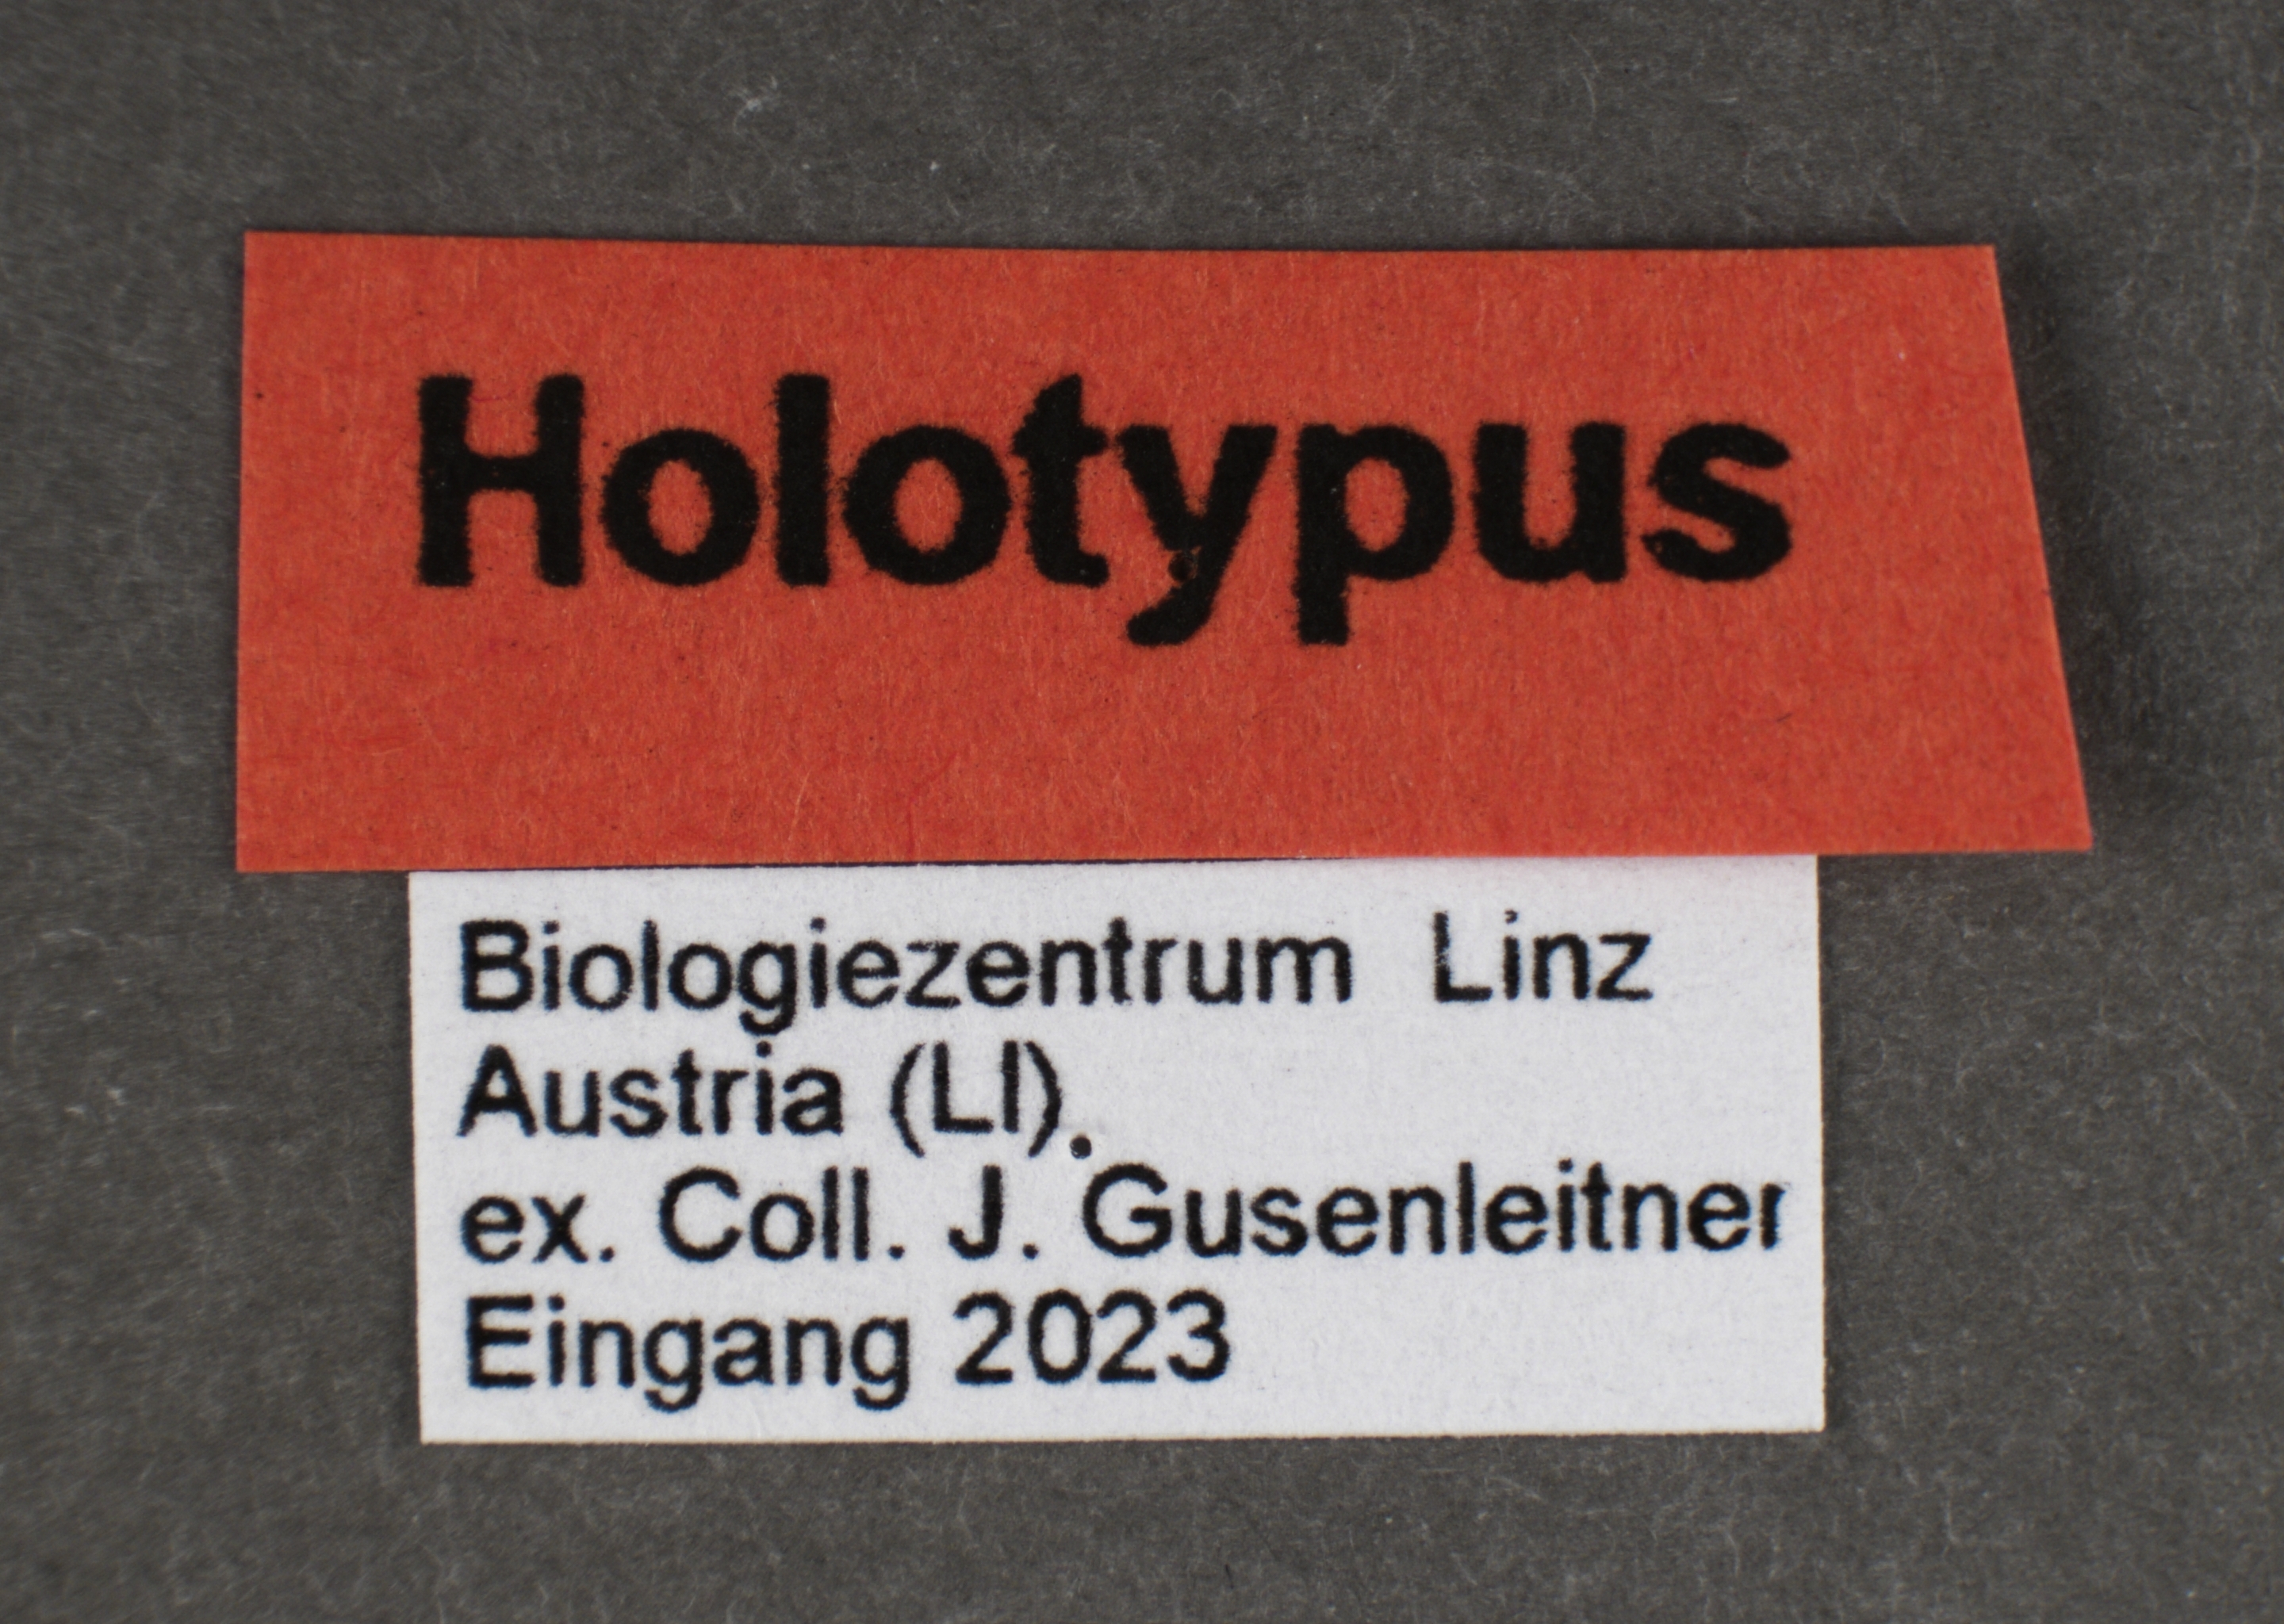 Holotypus
Biologiezentrum Linz
Austria (LI)
ex. Coll. J. Gusenleitner
Eingang 2023